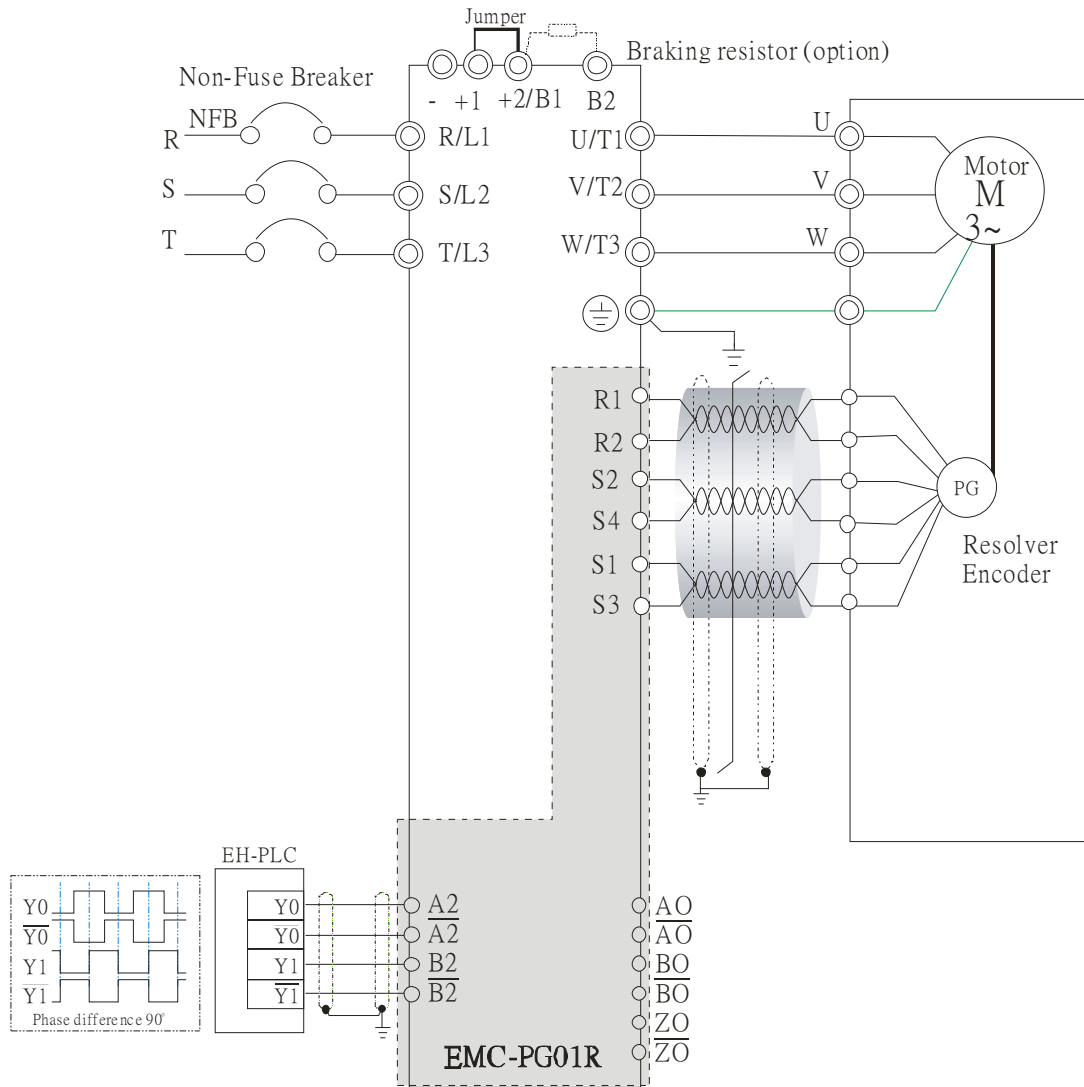 Jumper
Braking resistor (option)
Non-Fuse Breaker
- +1 +2/B1 B2
NFB
R R/L1 U/T1 U
S S/L2 V/T2 V
T T/L3 W/T3 W
Motor
M
3~
R1
R2
S2
S4
S1
S3
PG
Resolver
Encoder
EH-PLC
Y0 Y0 A2 AO
Y0 Y0 A2 AO
Y1 Y1 B2 BO
Y1 Y1 B2 BO
ZO
ZO
Phase difference 90°
EMC-PG01R